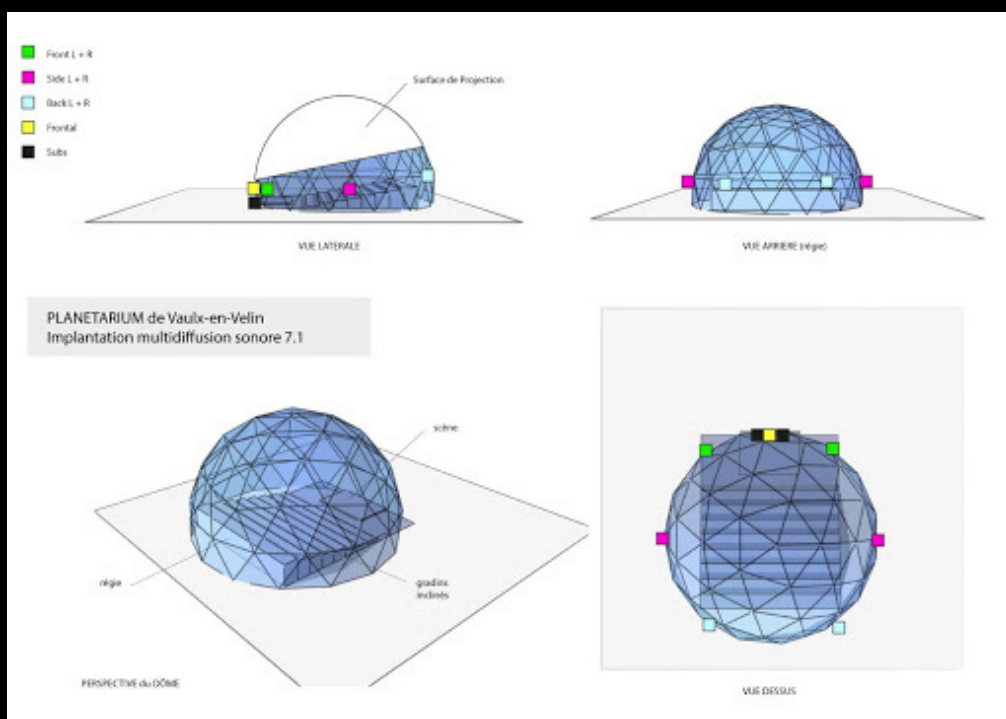 Front L + R
Side L + R
Back L + R
Frontal
Subs
Surface de Projection
VUE LATERALE
VUE ARRIERE (régie)
PLANETARIUM de Vaulx-en-Velin
Implantation multidiffusion sonore 7.1
scène
régie
gradins
inclinés
PERSPECTIVE du DÔME
VUE DESSUS